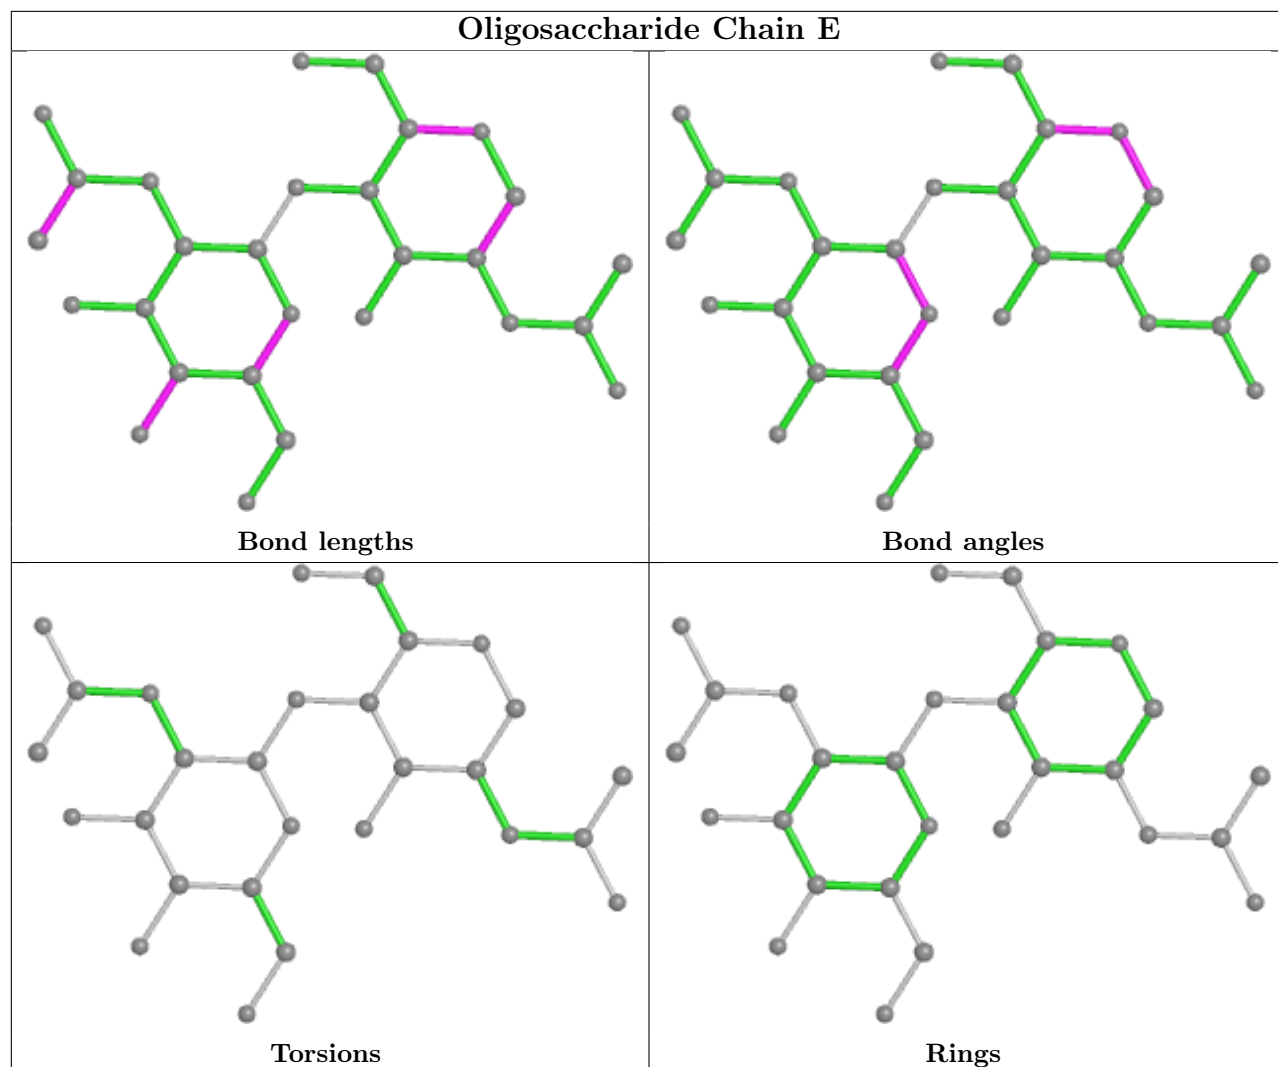 Oligosaccharide Chain E
Bond lengths
Bond angles
Torsions
Rings